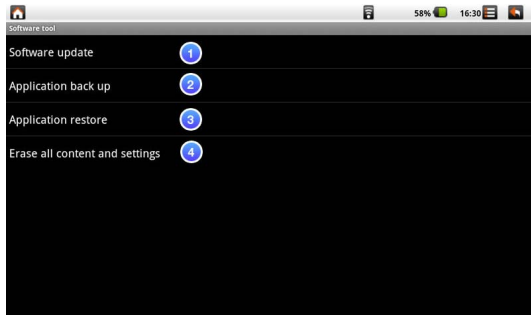 58% 16:30
Software tool
Software update 1
Application back up 2
Application restore 3
Erase all content and settings 4